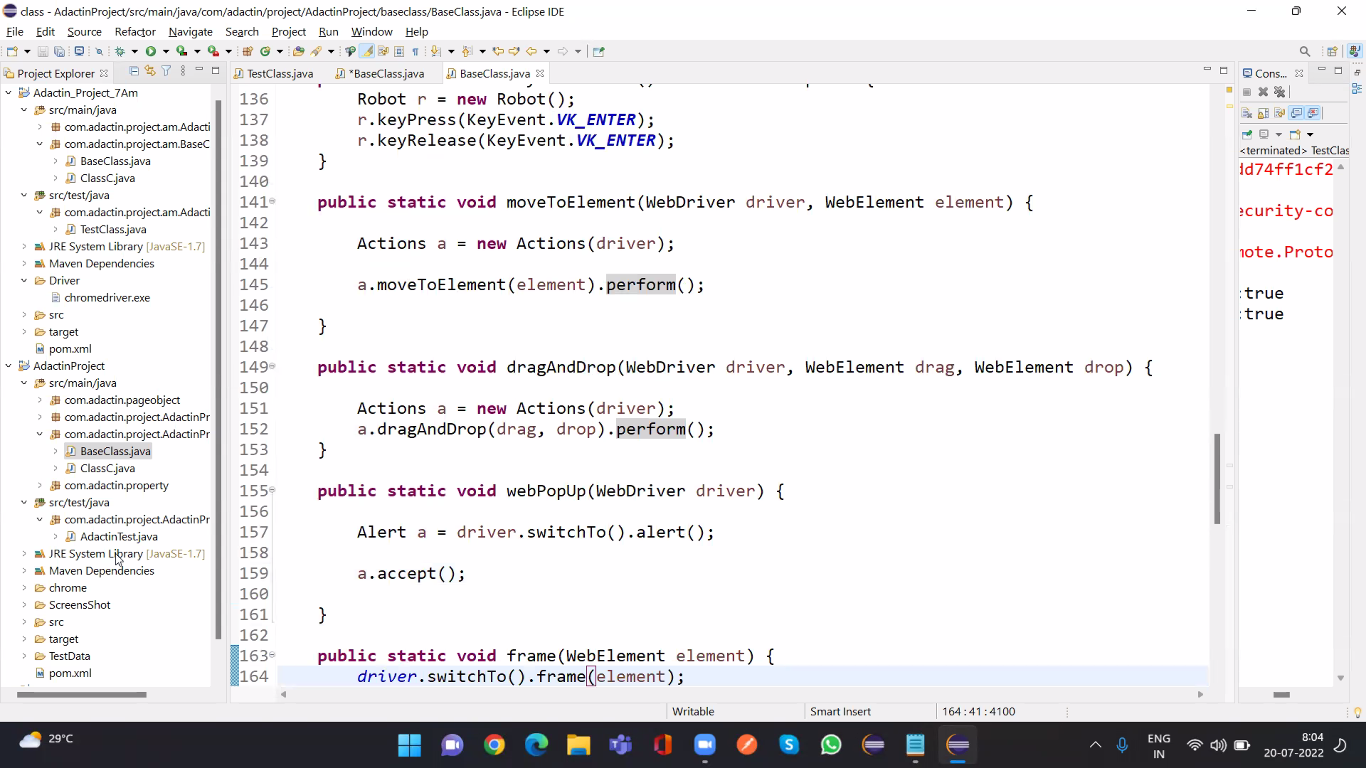 class - AdactinProject/src/main/java/com/adactin/project/AdactinProject/baseclass/BaseClass.java - Eclipse IDE
File Edit Source Refactor Navigate Search Project Run Window Help
Project Explorer
TestClass.java
*BaseClass.java
BaseClass.java
Cons...
Adactin_Project_7Am
src/main/java
com.adactin.project.am.Adacti
com.adactin.project.am.BaseC
BaseClass.java
ClassC.java
src/test/java
com.adactin.project.am.Adacti
TestClass.java
JRE System Library [JavaSE-1.7]
Maven Dependencies
Driver
chromedriver.exe
src
target
pom.xml
AdactinProject
src/main/java
com.adactin.pageobject
com.adactin.project.AdactinPr
com.adactin.project.AdactinPr
BaseClass.java
ClassC.java
com.adactin.property
src/test/java
com.adactin.project.AdactinPr
AdactinTest.java
JRE System Library [JavaSE-1.7]
Maven Dependencies
chrome
ScreensShot
src
target
TestData
pom.xml
136 Robot r = new Robot();
137 r.keyPress(KeyEvent.VK_ENTER);
138 r.keyRelease(KeyEvent.VK_ENTER);
139 }
140
141 public static void moveToElement(WebDriver driver, WebElement element) {
142
143 Actions a = new Actions(driver);
144
145 a.moveToElement(element).perform();
146
147 }
148
149 public static void dragAndDrop(WebDriver driver, WebElement drag, WebElement drop) {
150
151 Actions a = new Actions(driver);
152 a.dragAndDrop(drag, drop).perform();
153 }
154
155 public static void webPopUp(WebDriver driver) {
156
157 Alert a = driver.switchTo().alert();
158
159 a.accept();
160
161 }
162
163 public static void frame(WebElement element) {
164 driver.switchTo().frame(element);
<terminated> TestClas
dd74ff1cf2
ecurity-co
mote.Proto
:true
:true
Writable
Smart Insert
164 : 41 : 4100
29°C
ENG
IN
8:04
20-07-2022